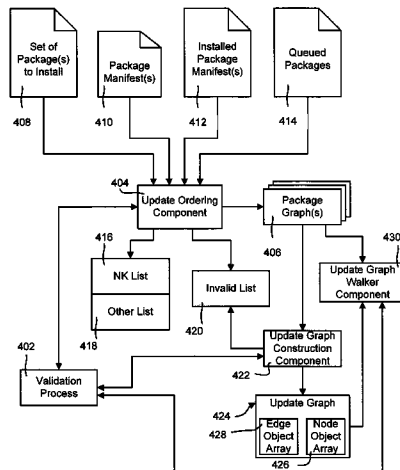 Set of
Package(s)
to Install
408
Package
Manifest(s)
410
Installed
Package
Manifest(s)
412
Queued
Packages
414
404
Update Ordering
Component
Package
Graph(s)
406
430
Update Graph
Walker
Component
416
NK List
Other List
418
Invalid List
420
Update Graph
Construction
Component
422
402
Validation
Process
424
Update Graph
428
Edge
Object
Array
Node
Object
Array
426